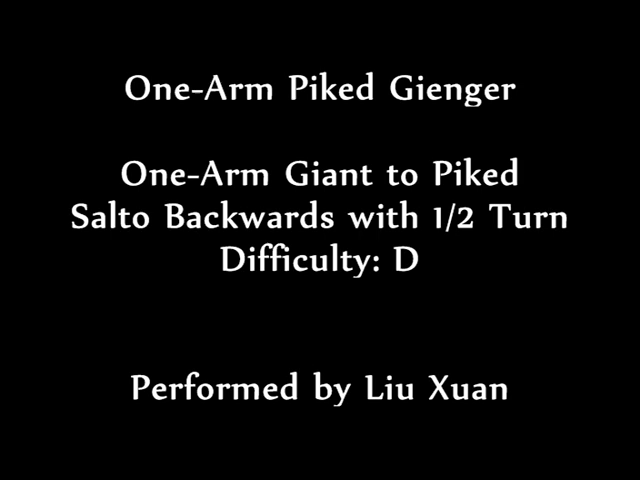 One-Arm Piked Gienger
One-Arm Giant to Piked
Salto Backwards with 1/2 Turn
Difficulty: D
Performed by Liu Xuan